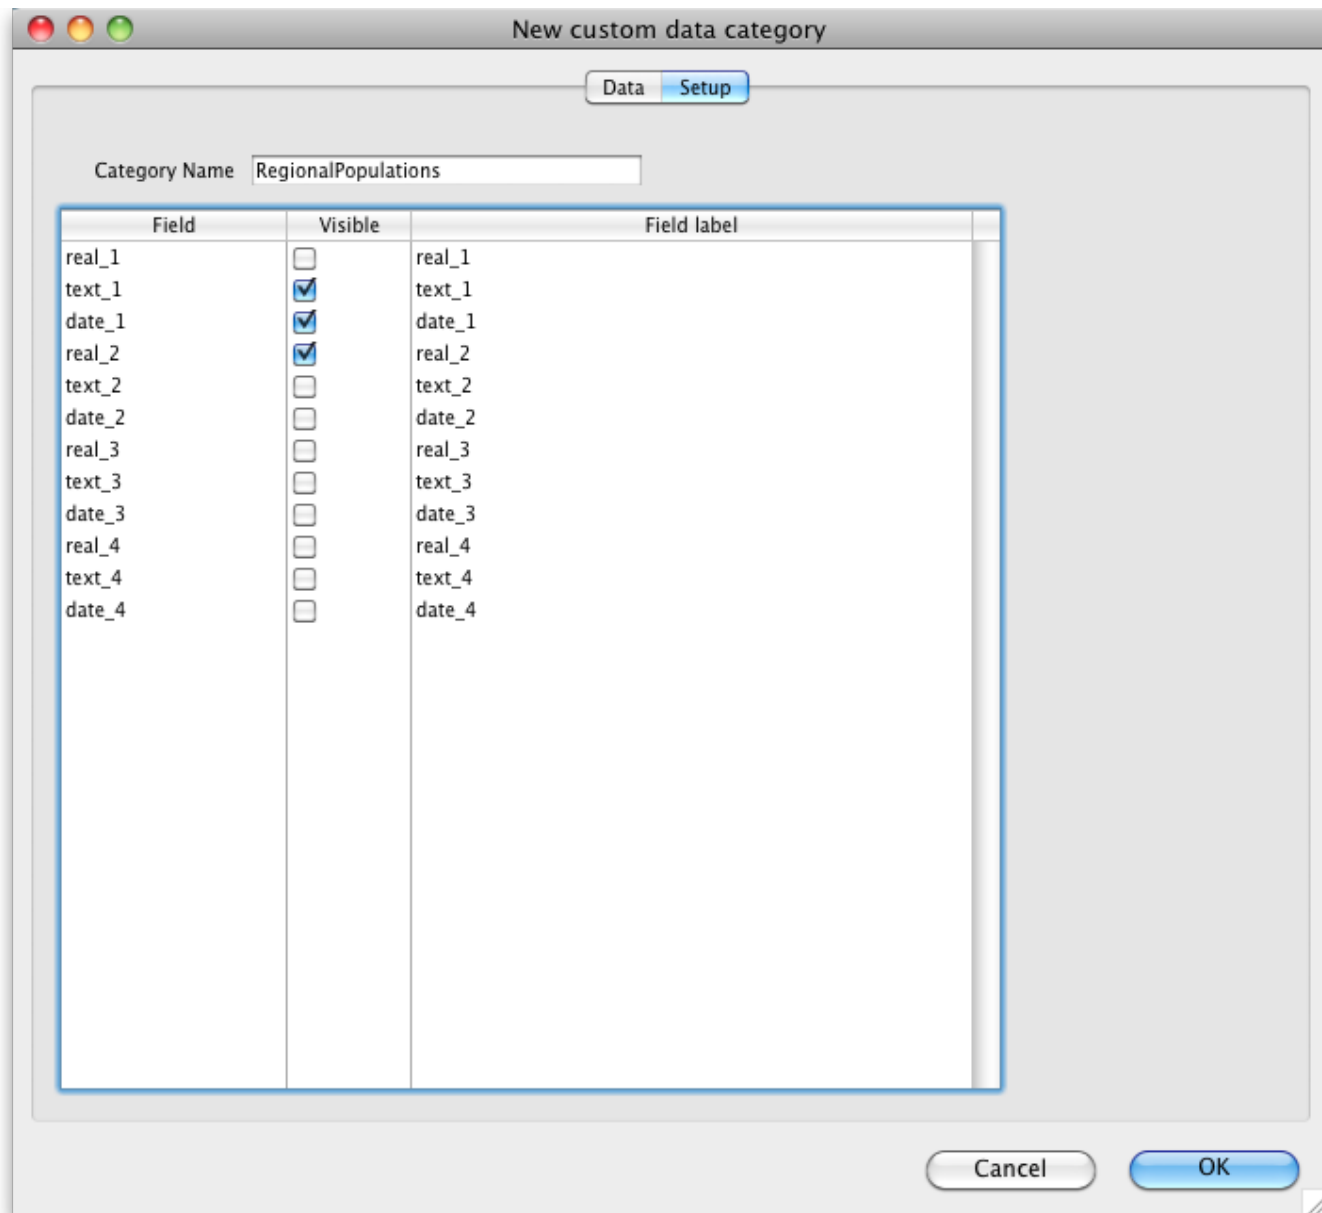 New custom data category
Data Setup
Category Name RegionalPopulations
Field Visible Field label
real_1 real_1
text_1 text_1
date_1 date_1
real_2 real_2
text_2 text_2
date_2 date_2
real_3 real_3
text_3 text_3
date_3 date_3
real_4 real_4
text_4 text_4
date_4 date_4
Cancel OK